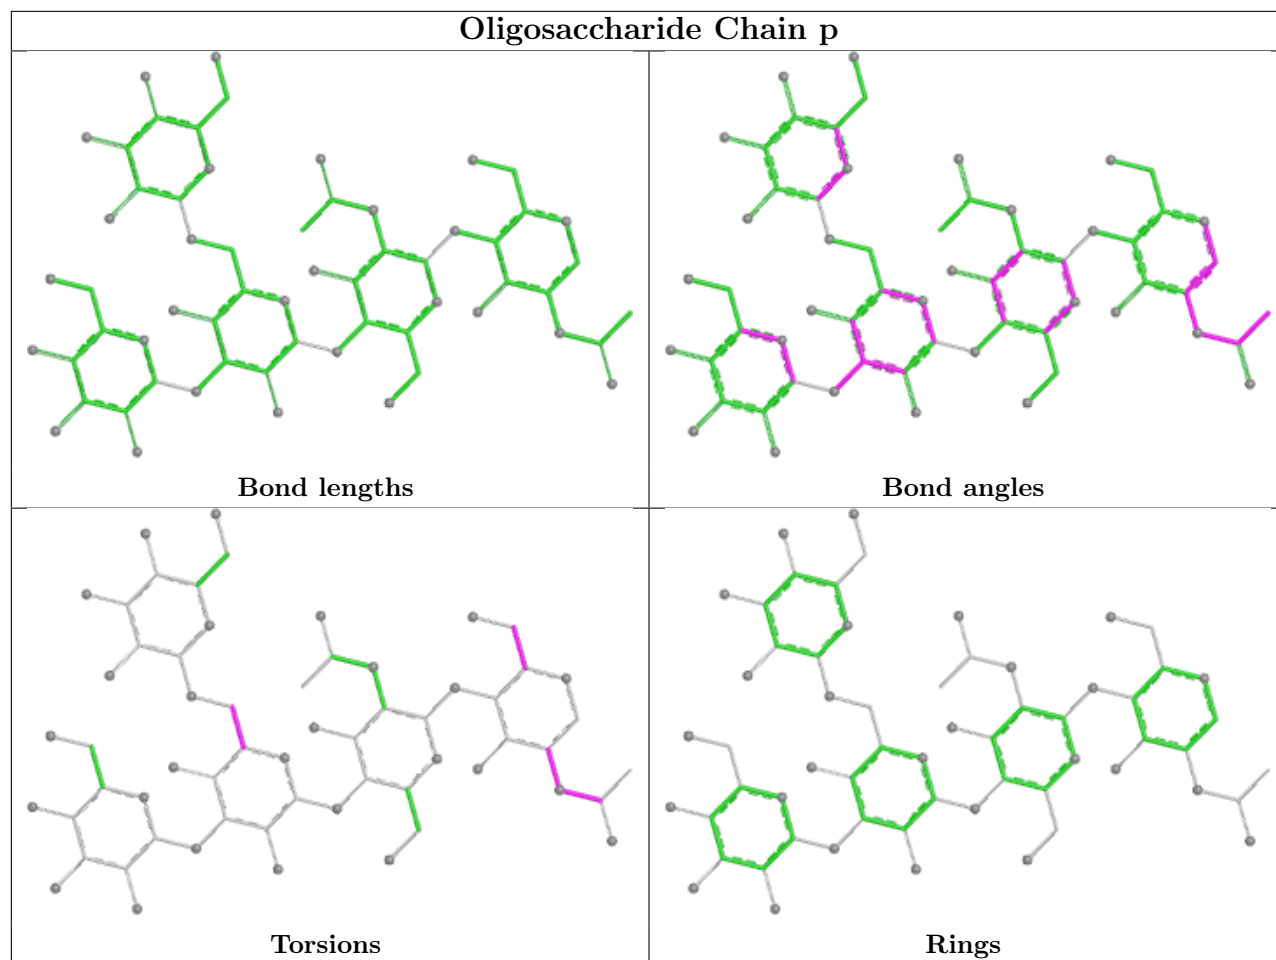 Oligosaccharide Chain p
Bond lengths
Bond angles
Torsions
Rings